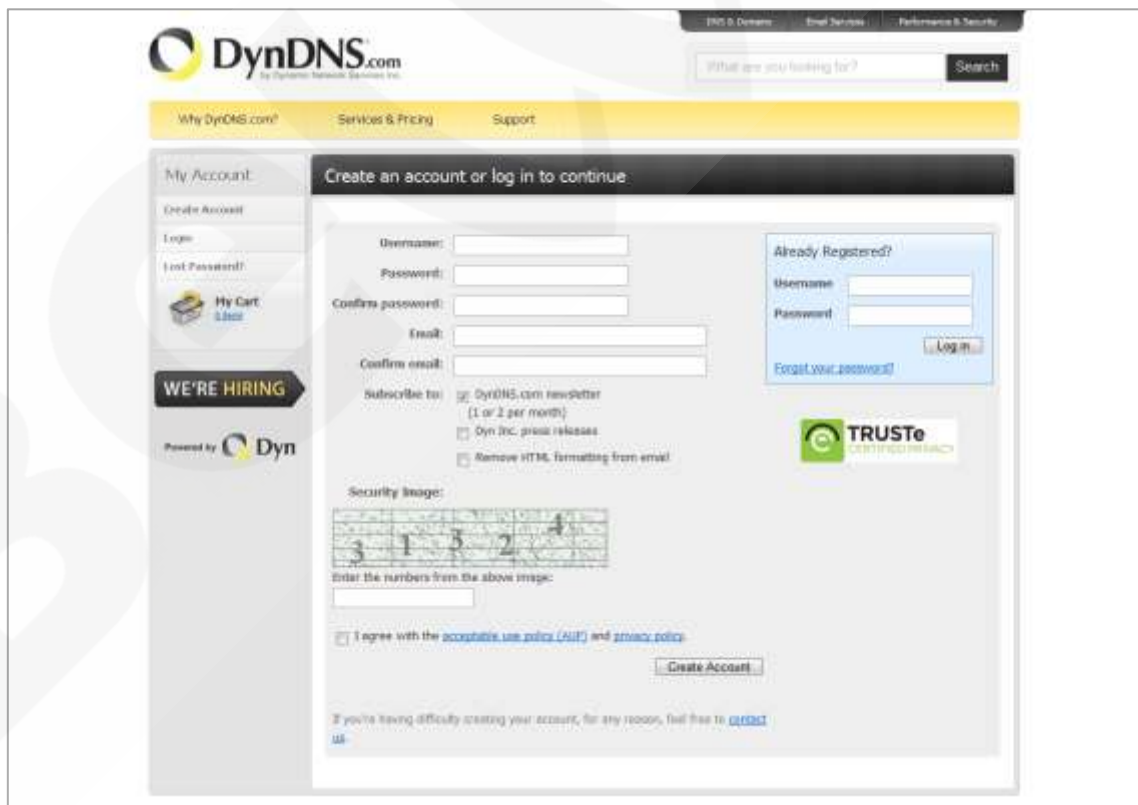 DNS & Domains Email Services Performance & Security
DynDNS.com
by Dynamic Network Services Inc.
What are you looking for? Search
Why DynDNS.com? Services & Pricing Support
My Account
Create Account
Login
Lost Password?
My Cart
WE'RE HIRING
Powered by Dyn
Create an account or log in to continue
Username:
Password:
Confirm password:
Email:
Confirm email:
Subscribe to: DynDNS.com newsletter
(1 or 2 per month)
Dyn Inc. press releases
Remove HTML formatting from email
Security Image:
3 1 3 2 4
Enter the numbers from the above image:
I agree with the acceptable use policy (AUP) and privacy policy.
Create Account
If you're having difficulty creating your account, for any reason, feel free to contact
us.
Already Registered?
Username
Password
Log in
Forgot your password?
TRUSTe
CERTIFIED PRIVACY